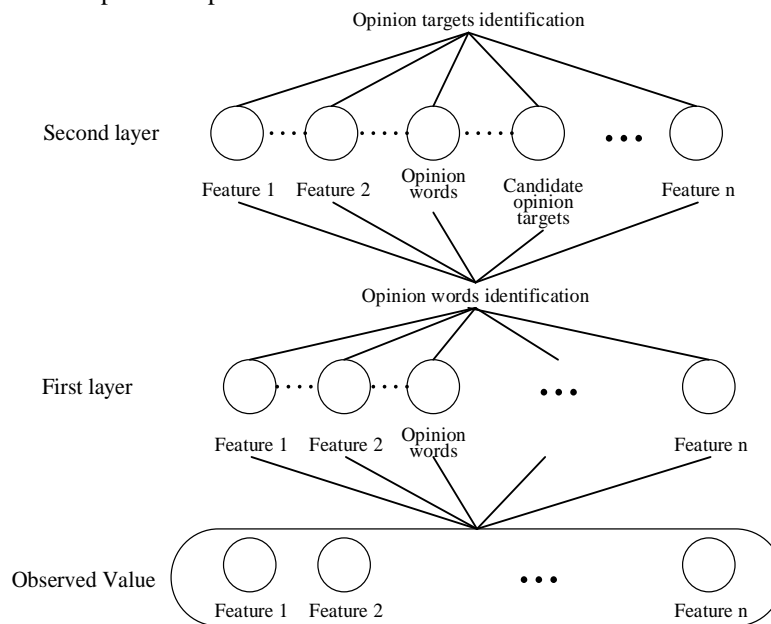 Opinion targets identification
Second layer
Feature 1
Feature 2
Opinion
words
Candidate
opinion
targets
Feature n
Opinion words identification
First layer
Feature 1
Feature 2
Opinion
words
Feature n
Observed Value
Feature 1
Feature 2
Feature n